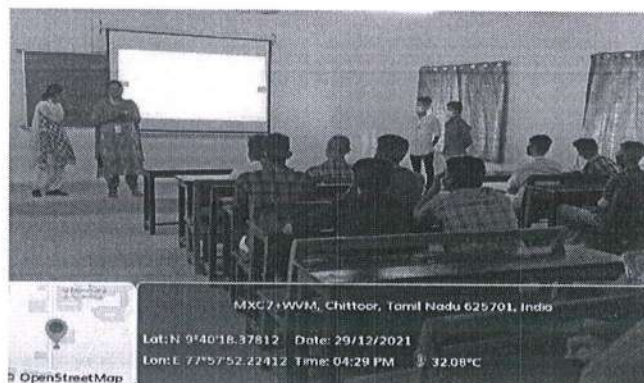 MXC7+WVM, Chittoor, Tamil Nadu 625701, India
Lat: N 9°40'18.37812 Date: 29/12/2021
Lon: E 77°57'52.22412 Time: 04:29 PM 32.08°C
© OpenStreetMap